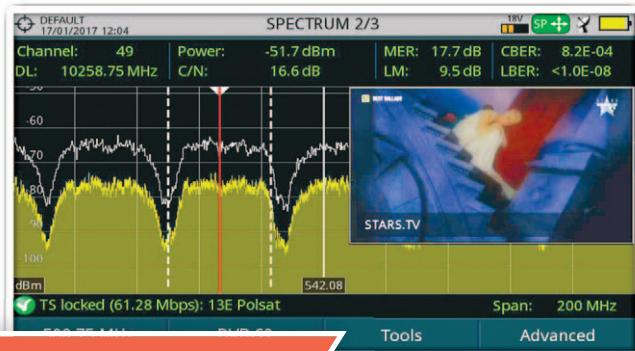 DEFAULT
17/01/2017 12:04
SPECTRUM 2/3
18V
SP
Channel: 49
Power: -51.7 dBm
MER: 17.7 dB
CBER: 8.2E-04
DL: 10258.75 MHz
C/N: 16.6 dB
LM: 9.5 dB
LBER: <1.0E-08
-60
-70
-80
-100
BEST BALLADS
STARS.TV
dBm
542.08
TS locked (61.28 Mbps): 13E Polsat
Span: 200 MHz
Tools
Advanced